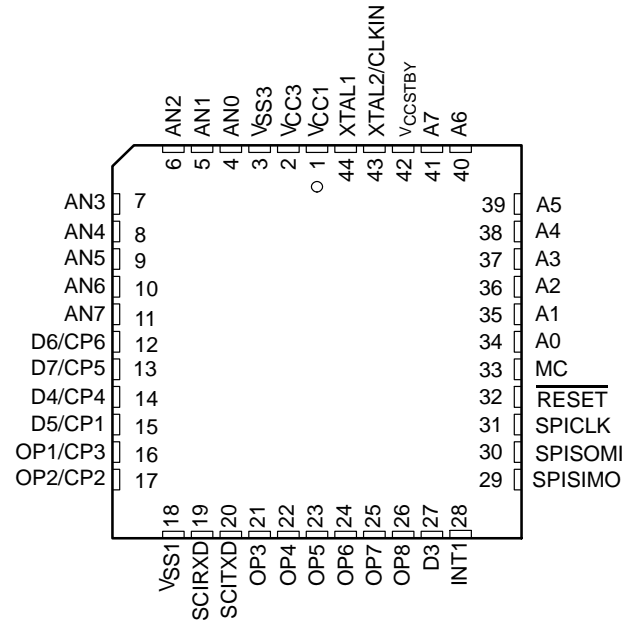 AN2
AN1
AN0
VSS3
VCC3
VCC1
XTAL1
XTAL2/CLKIN
VCCSTBY
A7
A6
6
5
4
3
2
1
44
43
42
41
40
AN3 7
AN4 8
AN5 9
AN6 10
AN7 11
D6/CP6 12
D7/CP5 13
D4/CP4 14
D5/CP1 15
OP1/CP3 16
OP2/CP2 17
39 A5
38 A4
37 A3
36 A2
35 A1
34 A0
33 MC
32 RESET
31 SPICLK
30 SPISOMI
29 SPISIMO
18
19
20
21
22
23
24
25
26
27
28
VSS1
SCIRXD
SCITXD
OP3
OP4
OP5
OP6
OP7
OP8
D3
INT1